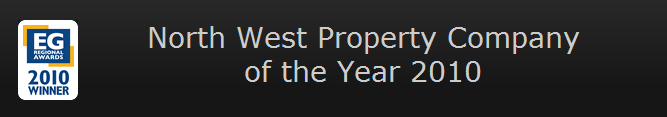 EG
REGIONAL
AWARDS
2010
WINNER
North West Property Company
of the Year 2010